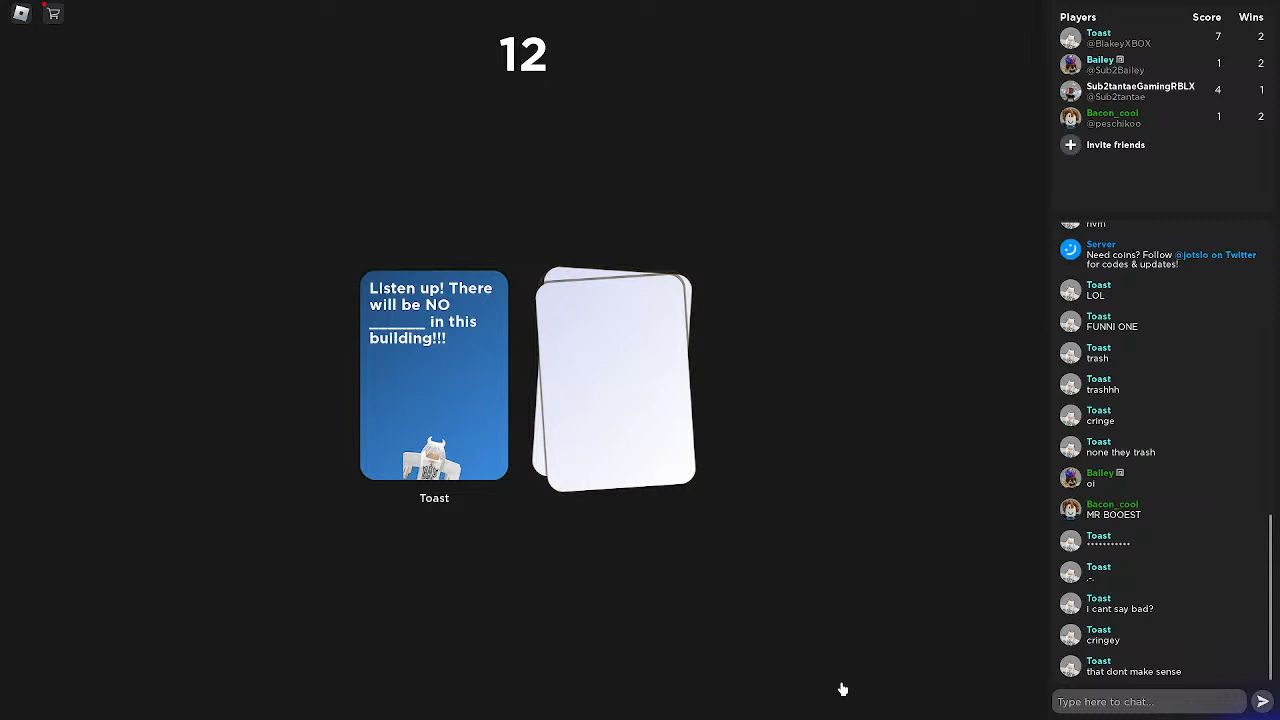 12
Listen up! There
will be NO
______ in this
building!!!
Toast
Players Score Wins
Toast
@BlakeyXBOX 7 2
Bailey
@Sub2Bailey 1 2
Sub2tantaeGamingRBLX
@Sub2tantae 4 1
Bacon_cool
@peschikoo 1 2
Invite friends
nvm
Server
Need coins? Follow @jotslo on Twitter
for codes & updates!
Toast
LOL
Toast
FUNNI ONE
Toast
trash
Toast
trashhh
Toast
cringe
Toast
none they trash
Bailey
oi
Bacon_cool
MR BOOEST
Toast
***********
Toast
.-.
Toast
I cant say bad?
Toast
cringey
Toast
that dont make sense
Type here to chat...